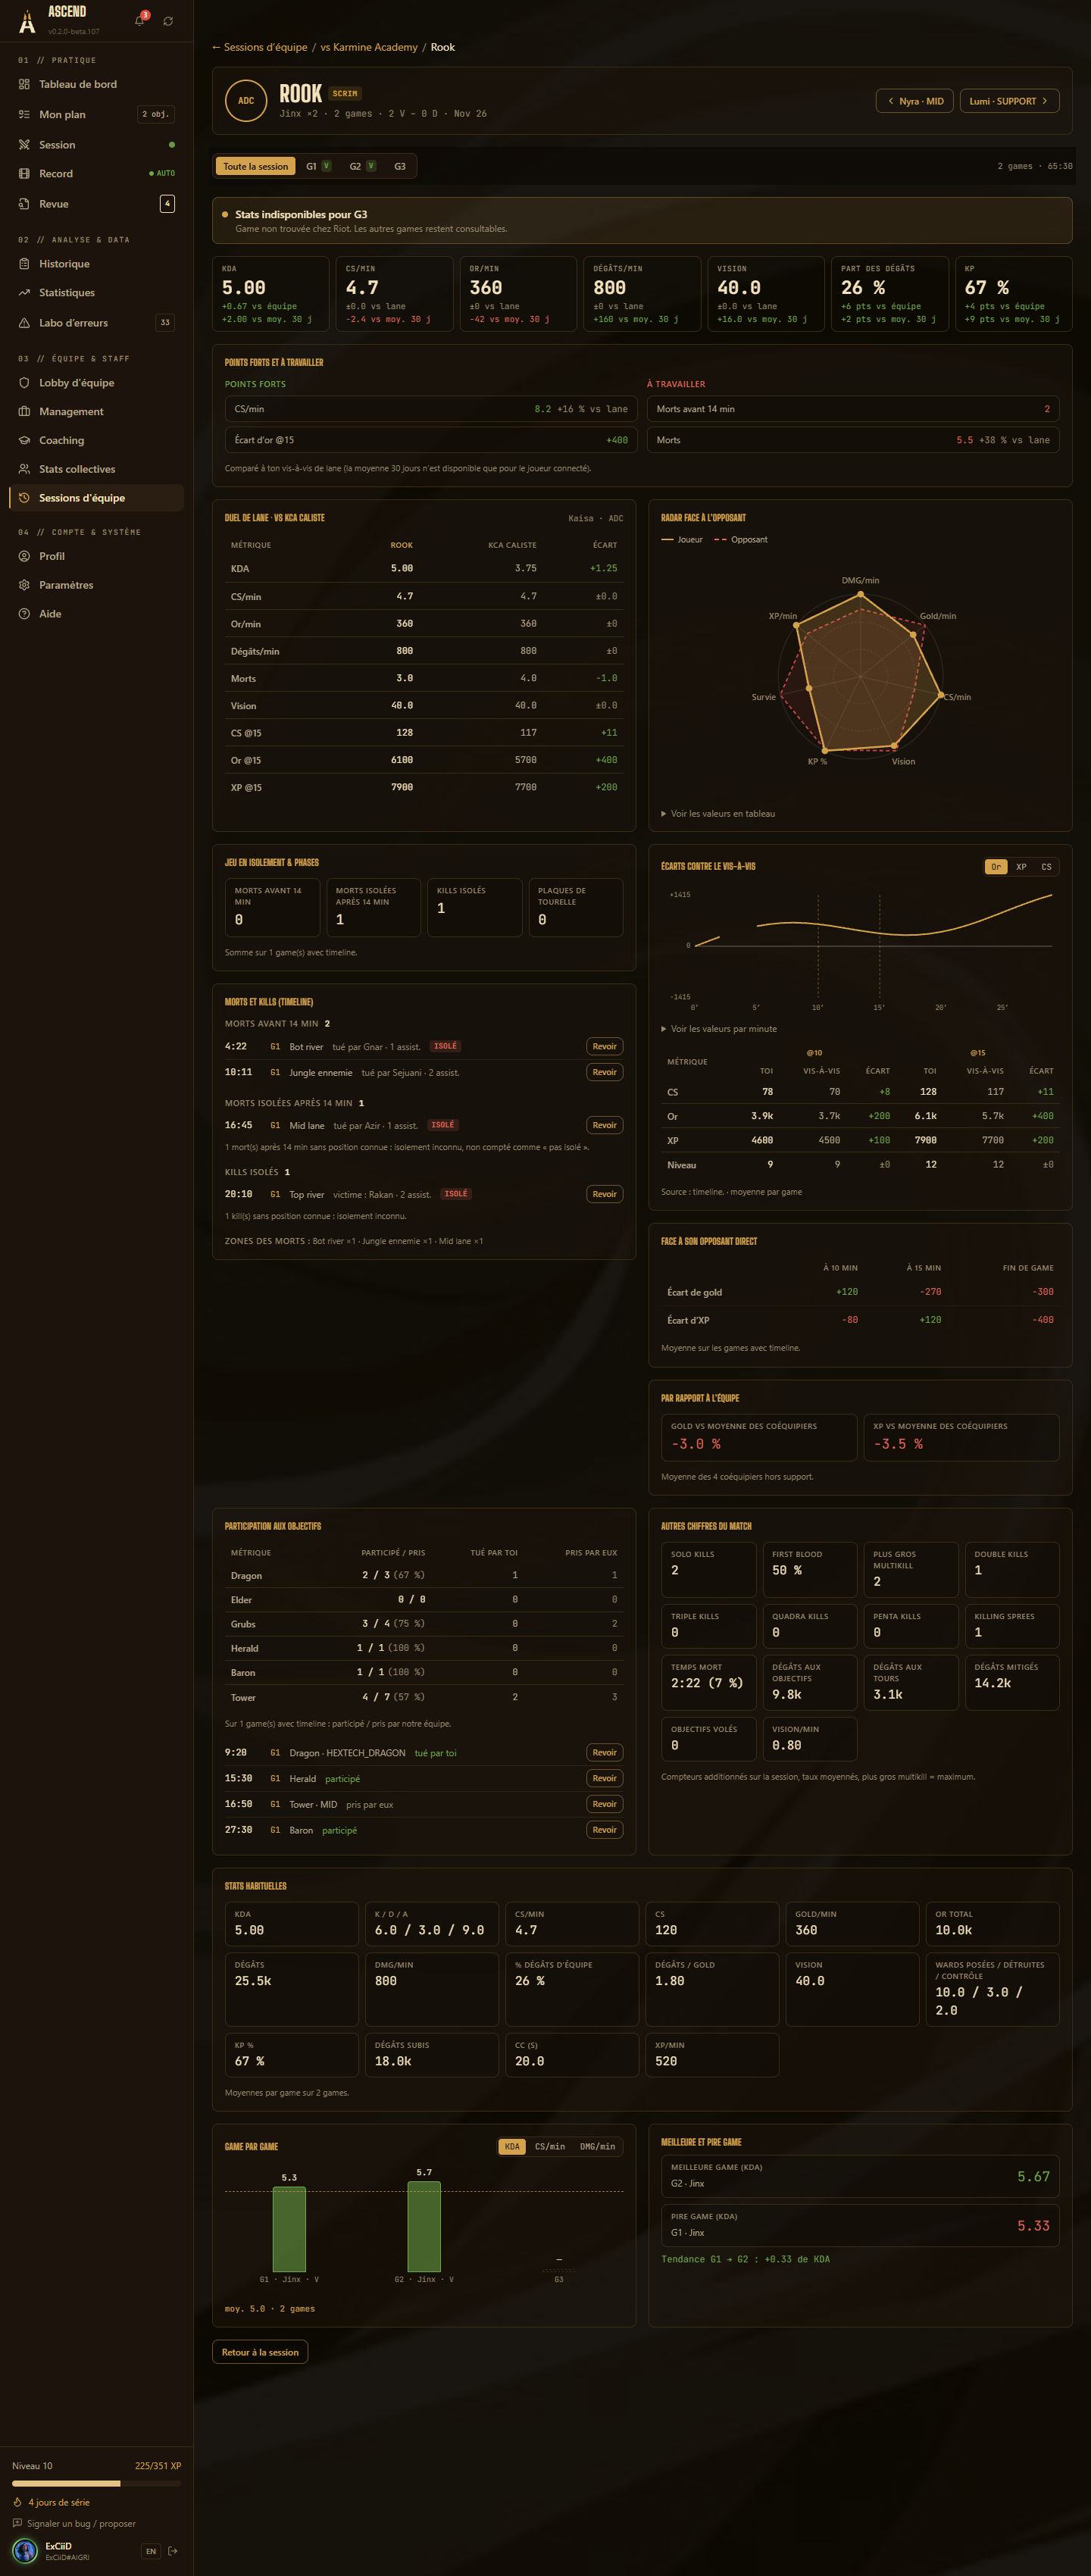 ASCEND
v0.2.0-beta.107
3
01 // PRATIQUE
Tableau de bord
Mon plan 2 obj.
Session
Record AUTO
Revue 4
02 // ANALYSE & DATA
Historique
Statistiques
Labo d'erreurs 33
03 // ÉQUIPE & STAFF
Lobby d'équipe
Management
Coaching
Stats collectives
Sessions d'équipe
04 // COMPTE & SYSTÈME
Profil
Paramètres
Aide
Niveau 10 225/351 XP
4 jours de série
Signaler un bug / proposer
ExCiiD
ExCiiD#AIGRI
EN
← Sessions d'équipe / vs Karmine Academy / Rook
ADC
ROOK SCRIM
Jinx ×2 · 2 games · 2 V – 0 D · Nov 26
Nyra · MID
Lumi · SUPPORT
Toute la session G1 V G2 V G3
2 games · 65:30
Stats indisponibles pour G3
Game non trouvée chez Riot. Les autres games restent consultables.
KDA
5.00
+0.67 vs équipe
+2.00 vs moy. 30 j
CS/MIN
4.7
±0.0 vs lane
-2.4 vs moy. 30 j
OR/MIN
360
±0 vs lane
-42 vs moy. 30 j
DÉGÂTS/MIN
800
±0 vs lane
+160 vs moy. 30 j
VISION
40.0
±0.0 vs lane
+16.0 vs moy. 30 j
PART DES DÉGÂTS
26 %
+6 pts vs équipe
+2 pts vs moy. 30 j
KP
67 %
+4 pts vs équipe
+9 pts vs moy. 30 j
POINTS FORTS ET À TRAVAILLER
POINTS FORTS
CS/min 8.2 +16 % vs lane
Écart d'or @15 +400
À TRAVAILLER
Morts avant 14 min 2
Morts 5.5 +38 % vs lane
Comparé à ton vis-à-vis de lane (la moyenne 30 jours n'est disponible que pour le joueur connecté).
DUEL DE LANE · VS KCA CALISTE
Kaisa · ADC
MÉTRIQUE ROOK KCA CALISTE ÉCART
KDA 5.00 3.75 +1.25
CS/min 4.7 4.7 ±0.0
Or/min 360 360 ±0
Dégâts/min 800 800 ±0
Morts 3.0 4.0 -1.0
Vision 40.0 40.0 ±0.0
CS @15 128 117 +11
Or @15 6100 5700 +400
XP @15 7900 7700 +200
RADAR FACE À L'OPPOSANT
Joueur Opposant
DMG/min
XP/min Gold/min
Survie CS/min
KP % Vision
▶ Voir les valeurs en tableau
JEU EN ISOLEMENT & PHASES
MORTS AVANT 14 MIN
0
MORTS ISOLÉES APRÈS 14 MIN
1
KILLS ISOLÉS
1
PLAQUES DE TOURELLE
0
Somme sur 1 game(s) avec timeline.
MORTS ET KILLS (TIMELINE)
MORTS AVANT 14 MIN 2
4:22 G1 Bot river tué par Gnar · 1 assist. ISOLÉ Revoir
10:11 G1 Jungle ennemie tué par Sejuani · 2 assist. Revoir
MORTS ISOLÉES APRÈS 14 MIN 1
16:45 G1 Mid lane tué par Azir · 1 assist. ISOLÉ Revoir
1 mort(s) après 14 min sans position connue : isolement inconnu, non compté comme « pas isolé ».
KILLS ISOLÉS 1
20:10 G1 Top river victime : Rakan · 2 assist. ISOLÉ Revoir
1 kill(s) sans position connue : isolement inconnu.
ZONES DES MORTS : Bot river ×1 · Jungle ennemie ×1 · Mid lane ×1
ÉCARTS CONTRE LE VIS-À-VIS
Or XP CS
+1415
0
-1415
0' 5' 10' 15' 20' 25'
▶ Voir les valeurs par minute
@10 @15
MÉTRIQUE TOI VIS-À-VIS ÉCART TOI VIS-À-VIS ÉCART
CS 78 70 +8 128 117 +11
Or 3.9k 3.7k +200 6.1k 5.7k +400
XP 4600 4500 +100 7900 7700 +200
Niveau 9 9 ±0 12 12 ±0
Source : timeline. · moyenne par game
FACE À SON OPPOSANT DIRECT
À 10 MIN À 15 MIN FIN DE GAME
Écart de gold +120 -270 -300
Écart d'XP -80 +120 -400
Moyenne sur les games avec timeline.
PAR RAPPORT À L'ÉQUIPE
GOLD VS MOYENNE DES COÉQUIPIERS
-3.0 %
XP VS MOYENNE DES COÉQUIPIERS
-3.5 %
Moyenne des 4 coéquipiers hors support.
PARTICIPATION AUX OBJECTIFS
MÉTRIQUE PARTICIPÉ / PRIS TUÉ PAR TOI PRIS PAR EUX
Dragon 2 / 3 (67 %) 1 1
Elder 0 / 0 0 0
Grubs 3 / 4 (75 %) 0 2
Herald 1 / 1 (100 %) 0 0
Baron 1 / 1 (100 %) 0 0
Tower 4 / 7 (57 %) 2 3
Sur 1 game(s) avec timeline : participé / pris par notre équipe.
9:20 G1 Dragon · HEXTECH_DRAGON tué par toi Revoir
15:30 G1 Herald participé Revoir
16:50 G1 Tower · MID pris par eux Revoir
27:30 G1 Baron participé Revoir
AUTRES CHIFFRES DU MATCH
SOLO KILLS
2
FIRST BLOOD
50 %
PLUS GROS MULTIKILL
2
DOUBLE KILLS
1
TRIPLE KILLS
0
QUADRA KILLS
0
PENTA KILLS
0
KILLING SPREES
1
TEMPS MORT
2:22 (7 %)
DÉGÂTS AUX OBJECTIFS
9.8k
DÉGÂTS AUX TOURS
3.1k
DÉGÂTS MITIGÉS
14.2k
OBJECTIFS VOLÉS
0
VISION/MIN
0.80
Compteurs additionnés sur la session, taux moyennés, plus gros multikill = maximum.
STATS HABITUELLES
KDA
5.00
K / D / A
6.0 / 3.0 / 9.0
CS/MIN
4.7
CS
120
GOLD/MIN
360
OR TOTAL
10.0k
DÉGÂTS
25.5k
DMG/MIN
800
% DÉGÂTS D'ÉQUIPE
26 %
DÉGÂTS / GOLD
1.80
VISION
40.0
WARDS POSÉES / DÉTRUITES / CONTRÔLE
10.0 / 3.0 / 2.0
KP %
67 %
DÉGÂTS SUBIS
18.0k
CC (S)
20.0
XP/MIN
520
Moyennes par game sur 2 games.
GAME PAR GAME
KDA CS/min DMG/min
5.3 5.7 —
G1 · Jinx · V G2 · Jinx · V G3
moy. 5.0 · 2 games
MEILLEURE ET PIRE GAME
MEILLEURE GAME (KDA)
G2 · Jinx 5.67
PIRE GAME (KDA)
G1 · Jinx 5.33
Tendance G1 → G2 : +0.33 de KDA
Retour à la session